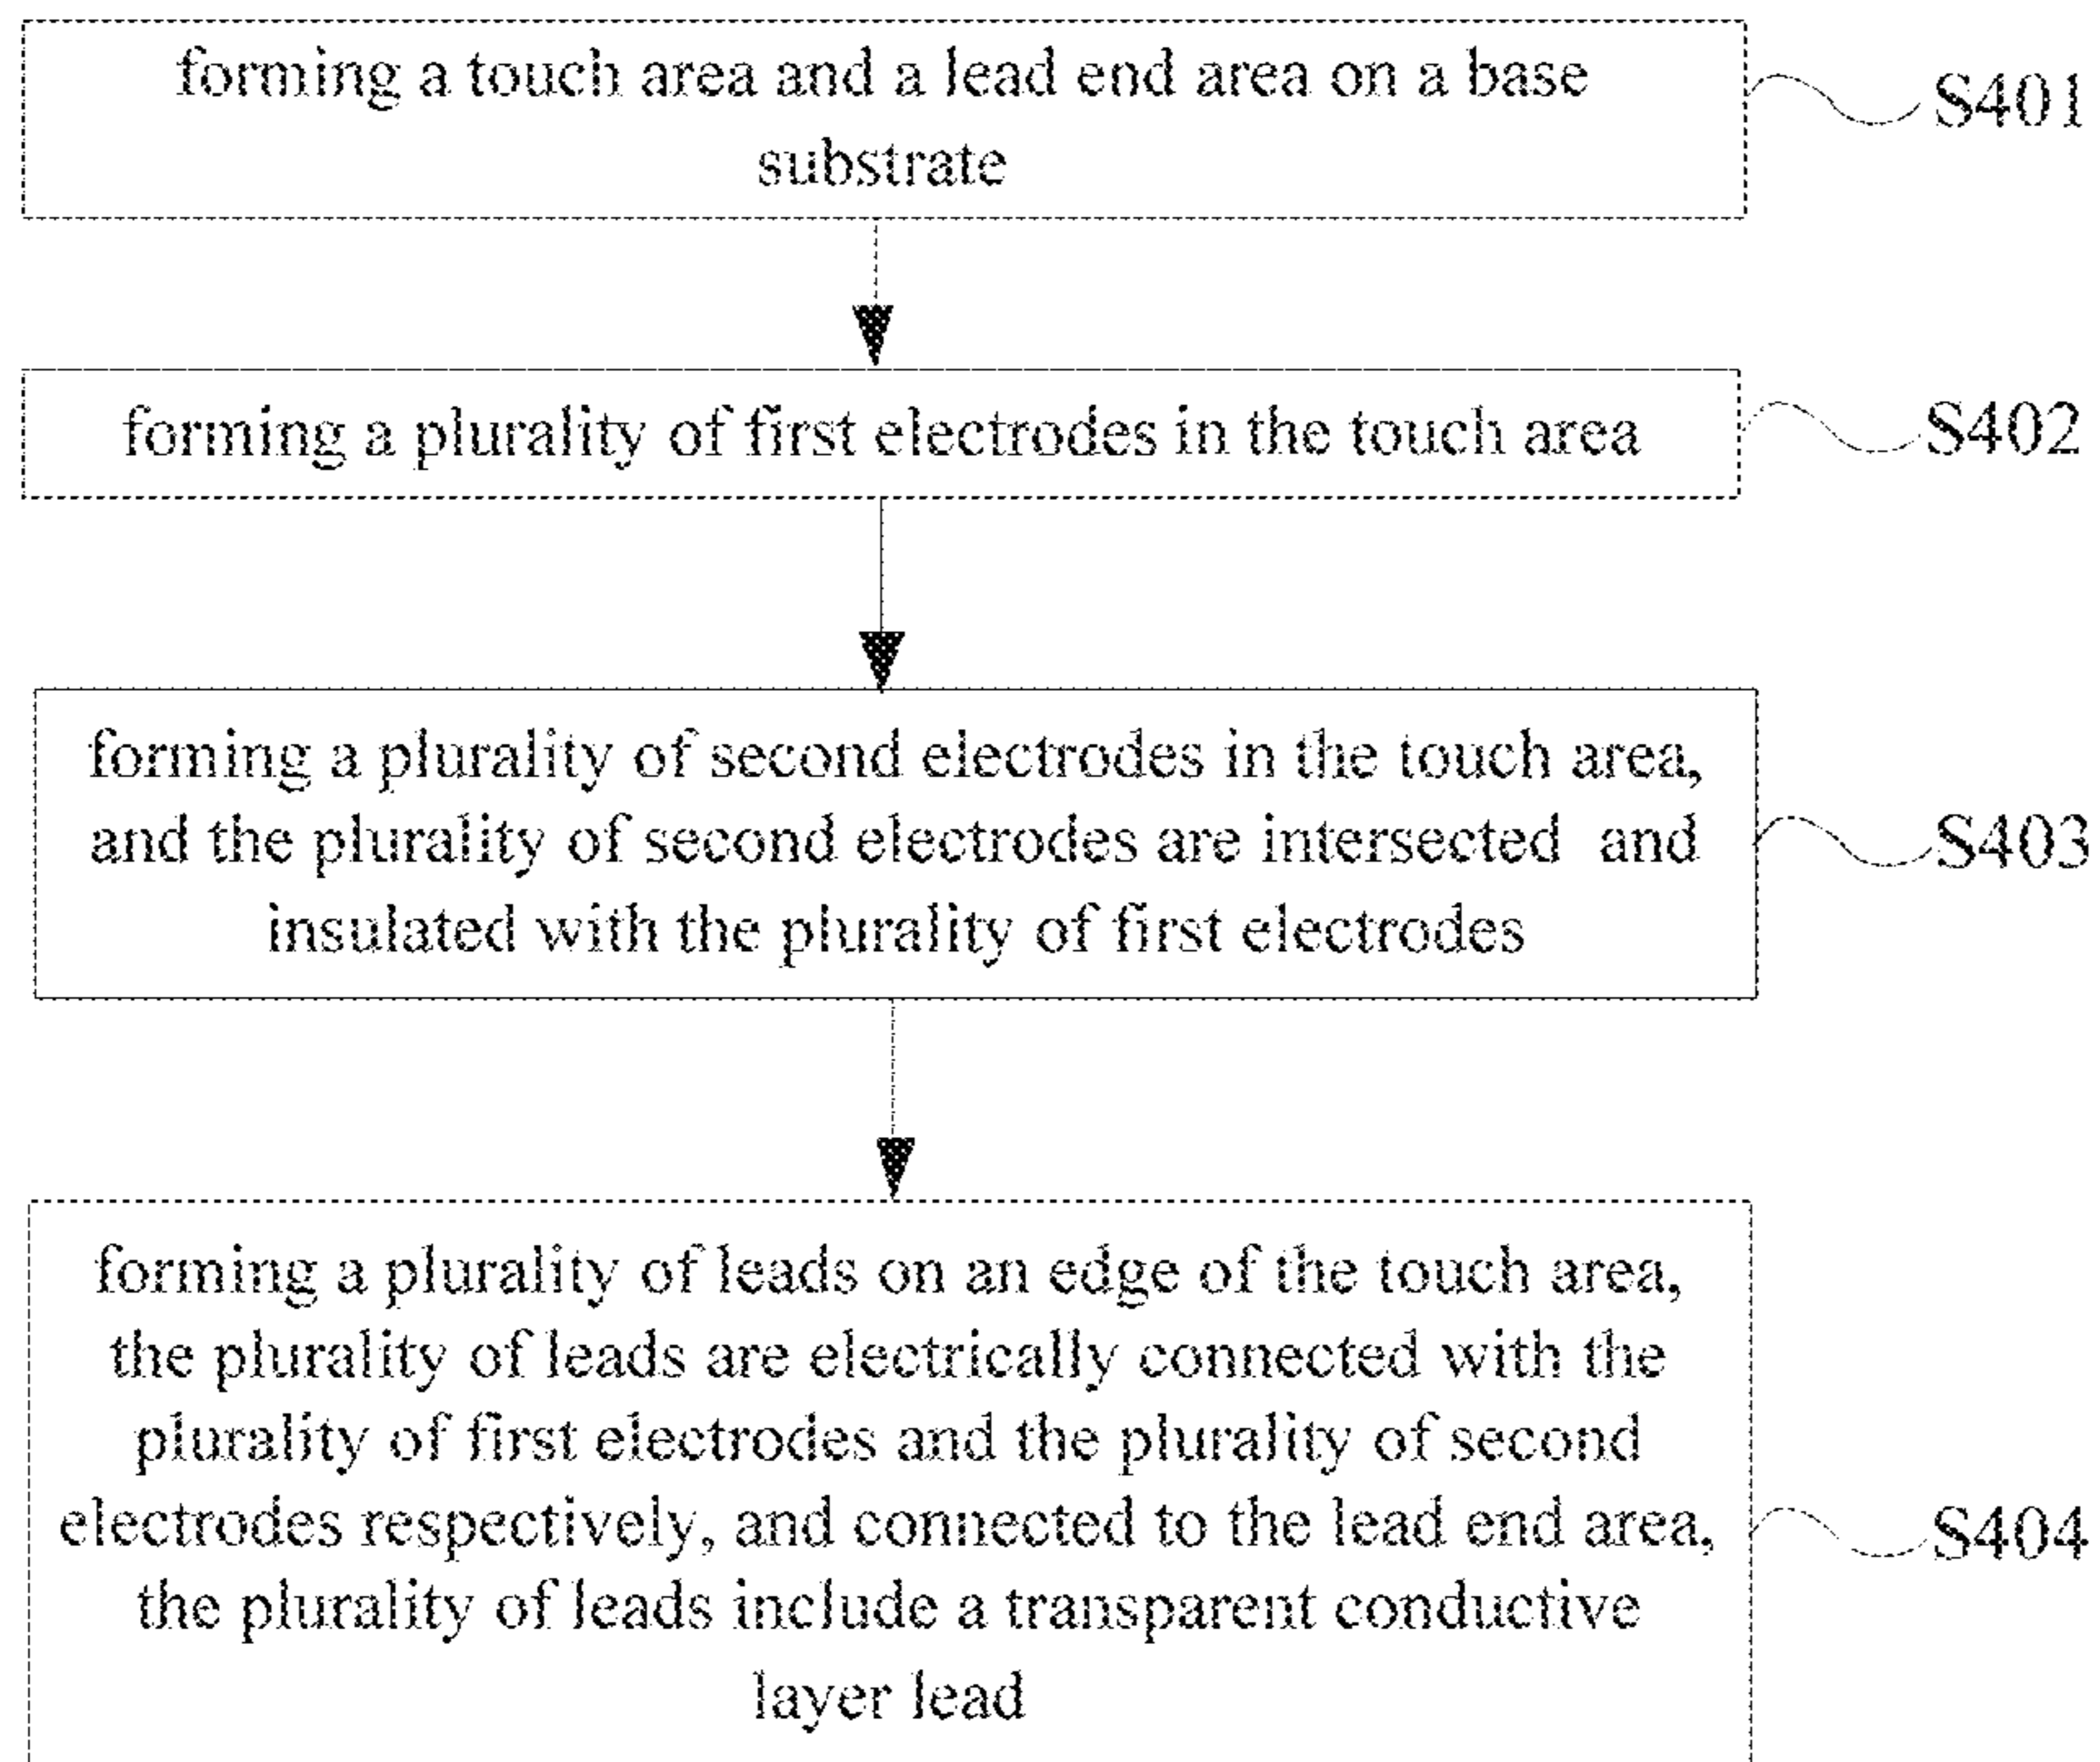 forming a touch area and a lead end area on a base
substrate
S401
forming a plurality of first electrodes in the touch area
S402
forming a plurality of second electrodes in the touch area,
and the plurality of second electrodes are intersected and
insulated with the plurality of first electrodes
S403
forming a plurality of leads on an edge of the touch area,
the plurality of leads are electrically connected with the
plurality of first electrodes and the plurality of second
electrodes respectively, and connected to the lead end area,
the plurality of leads include a transparent conductive
layer lead
S404